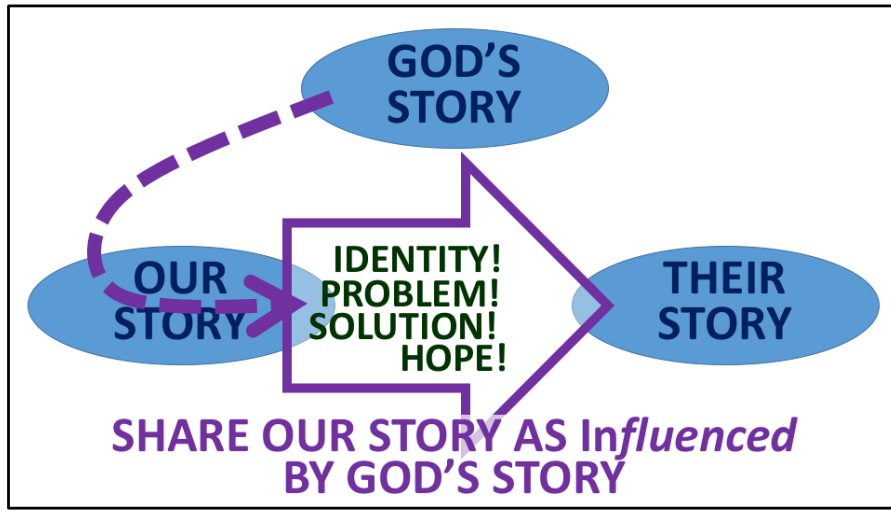 GOD'S
STORY
OUR
STORY
IDENTITY!
PROBLEM!
SOLUTION!
HOPE!
THEIR
STORY
SHARE OUR STORY AS Influenced
BY GOD'S STORY